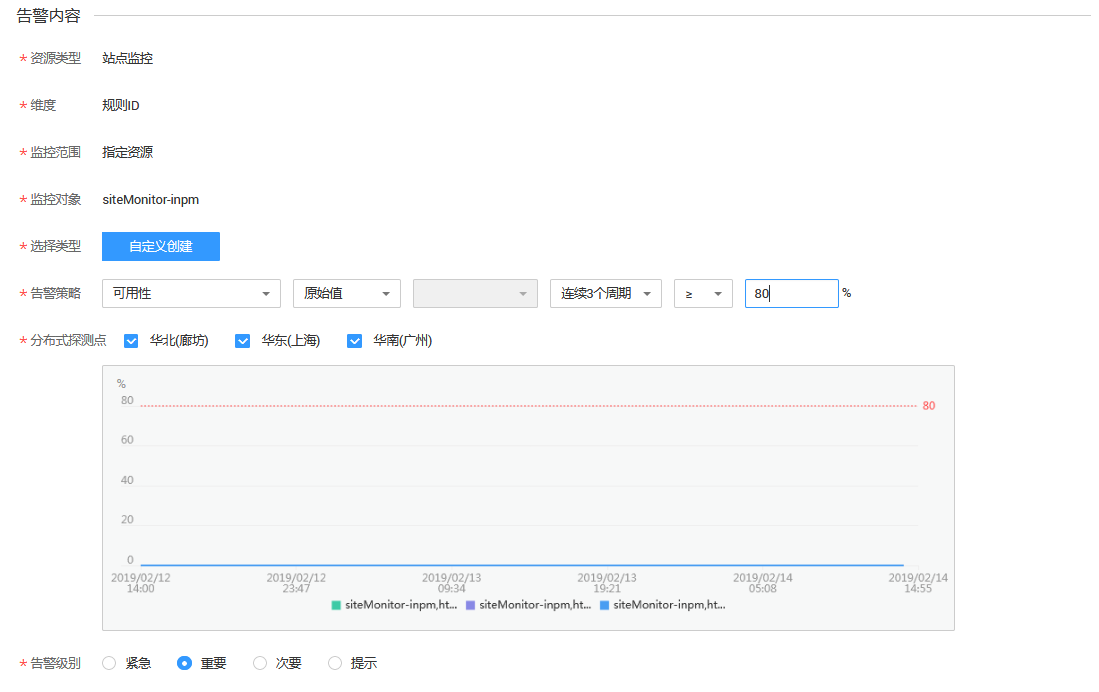 告警内容
* 资源类型 站点监控
* 维度 规则ID
* 监控范围 指定资源
* 监控对象 siteMonitor-inpm
* 选择类型 自定义创建
* 告警策略 可用性 原始值 连续3个周期 ≥ 80 %
* 分布式探测点 华北(廊坊) 华东(上海) 华南(广州)
%
80 80
60
40
20
0
2019/02/12 2019/02/12 2019/02/13 2019/02/13 2019/02/14 2019/02/14
14:00 23:47 09:34 19:21 05:08 14:55
siteMonitor-inpm,ht... siteMonitor-inpm,ht... siteMonitor-inpm,ht...
* 告警级别 紧急 重要 次要 提示